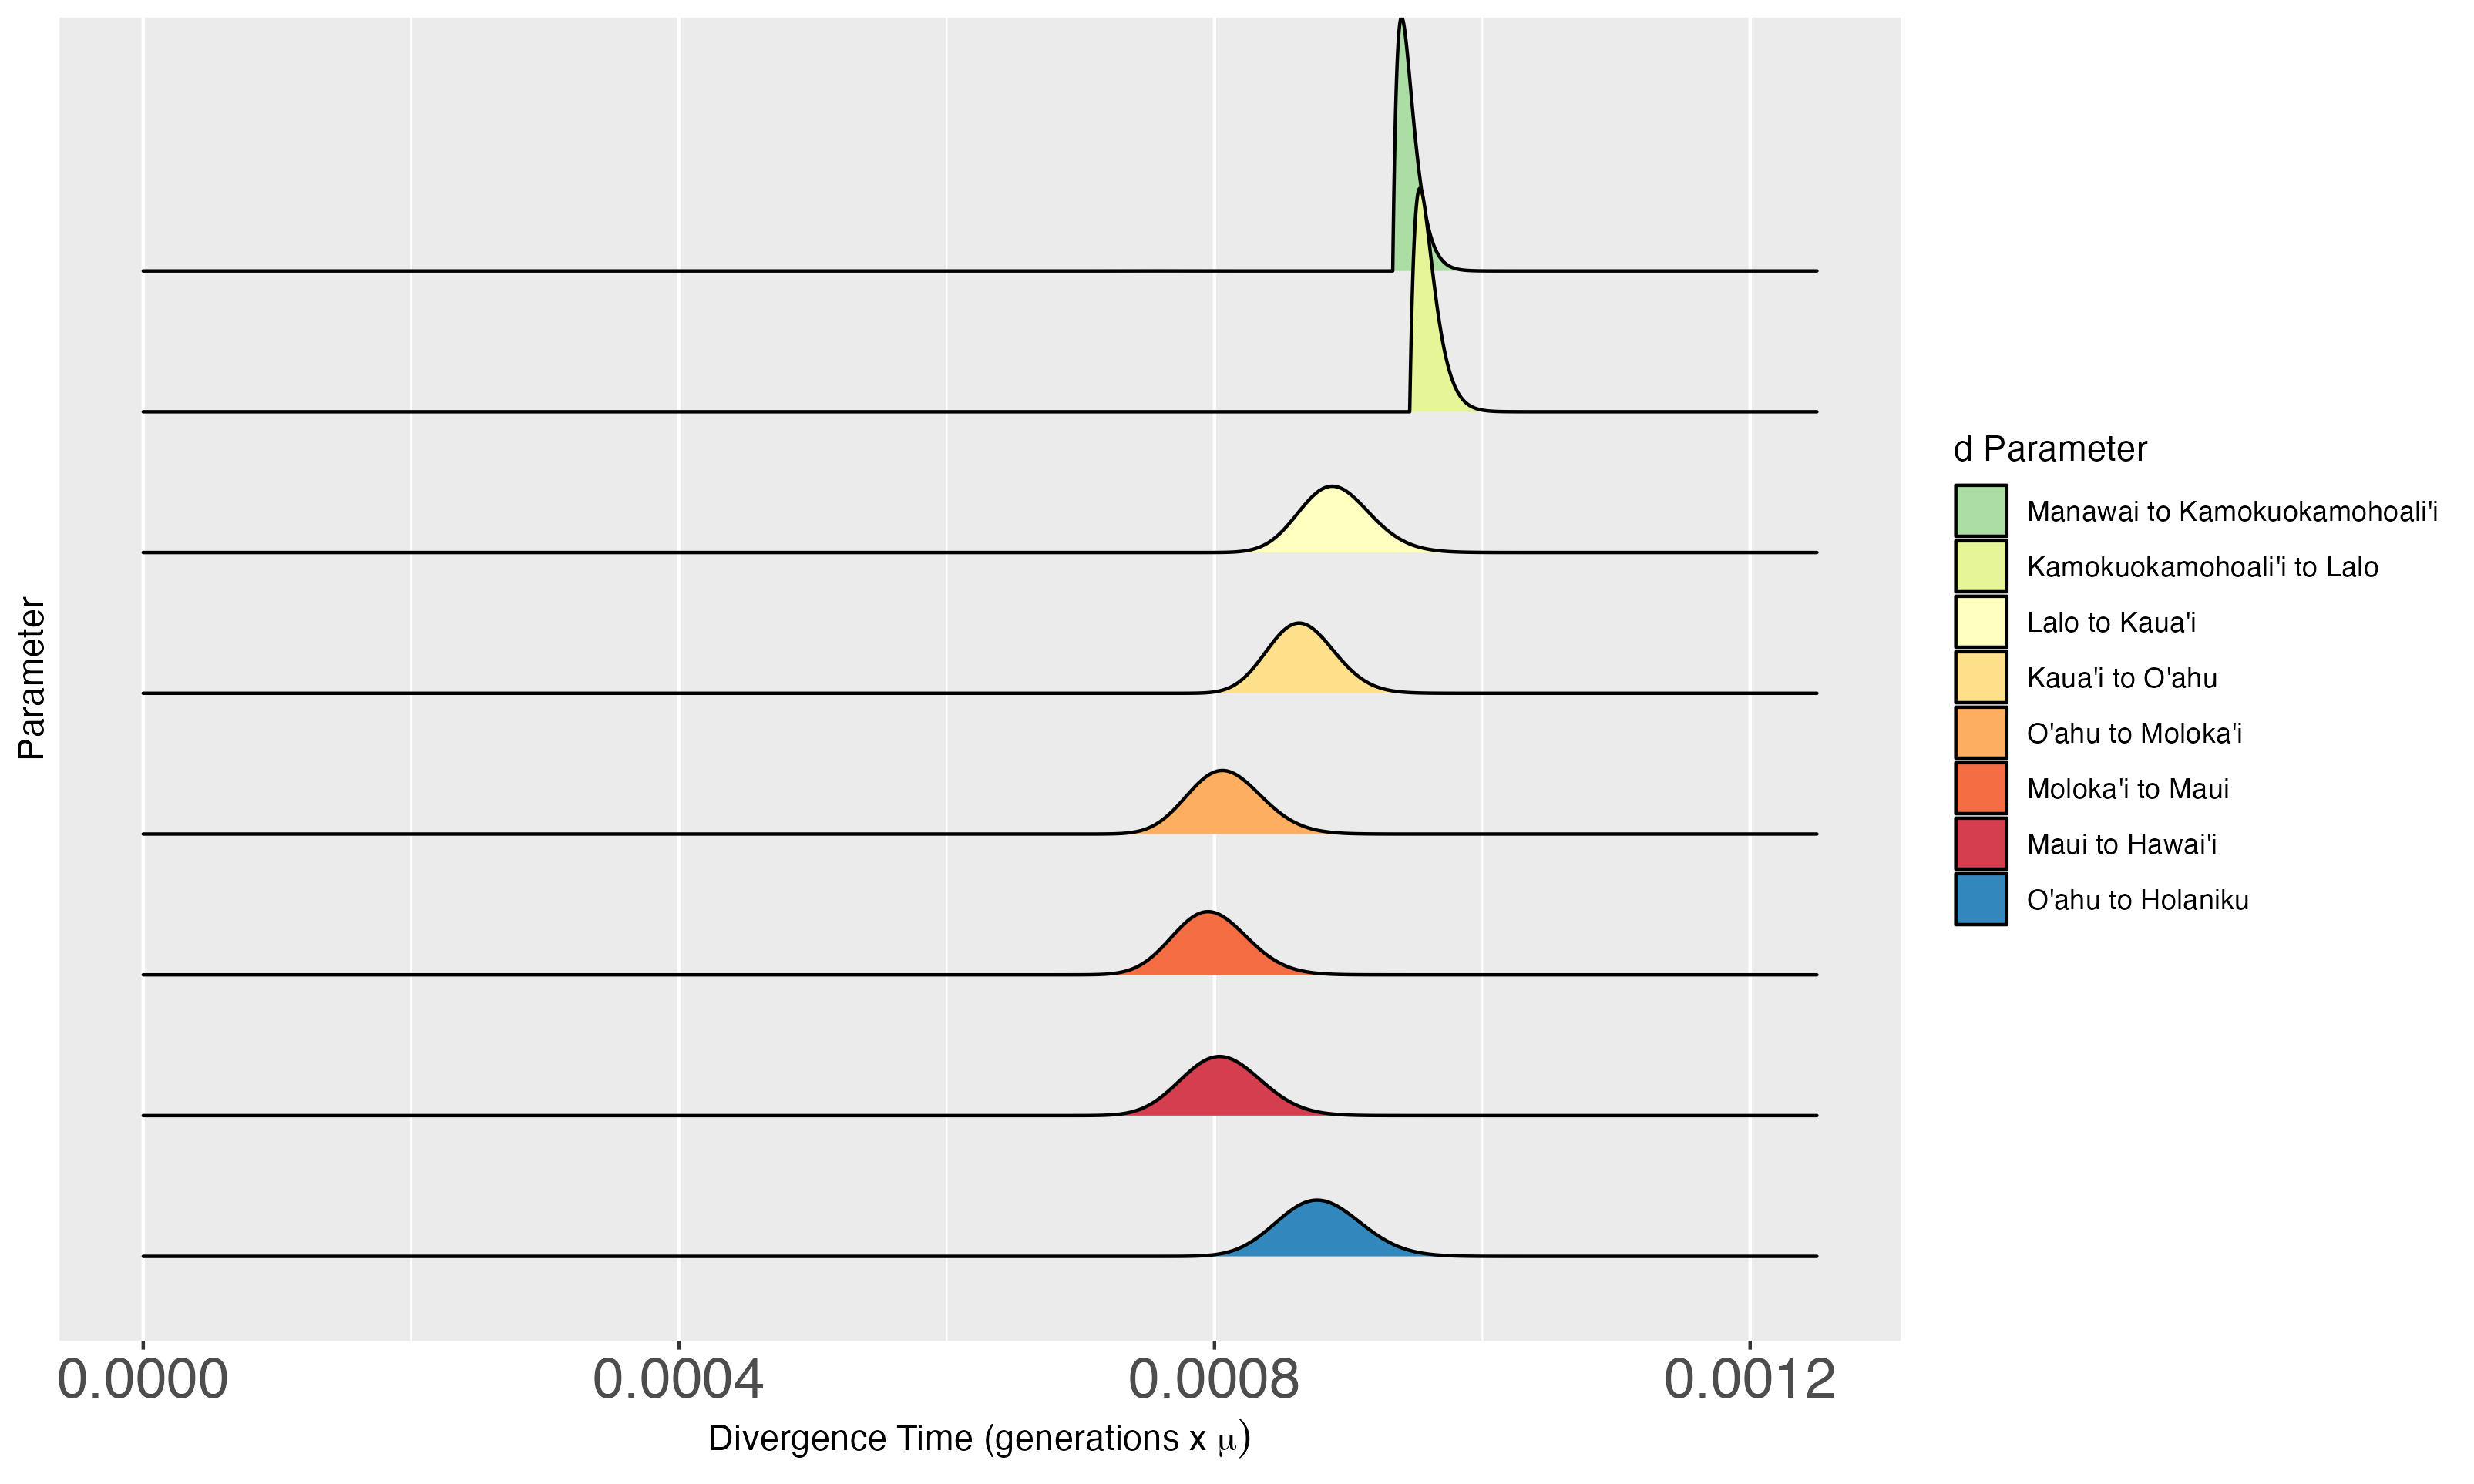 Parameter
0.0000 0.0004 0.0008 0.0012
Divergence Time (generations x μ)
d Parameter
Manawai to Kamokuokamohoali'i
Kamokuokamohoali'i to Lalo
Lalo to Kaua'i
Kaua'i to O'ahu
O'ahu to Moloka'i
Moloka'i to Maui
Maui to Hawai'i
O'ahu to Holaniku